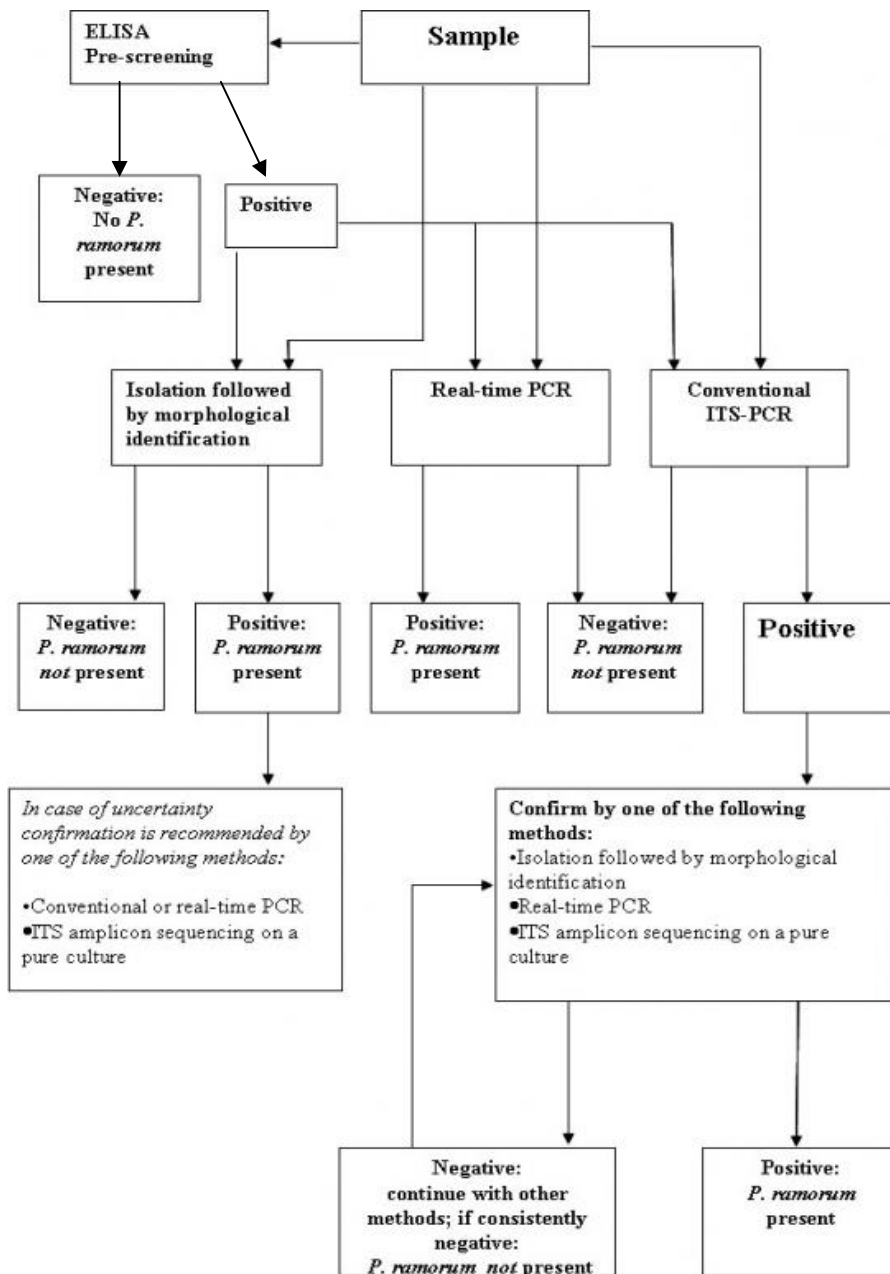 ELISA
Pre-screening
Sample
Negative:
No P.
ramorum
present
Positive
Isolation followed
by morphological
identification
Real-time PCR
Conventional
ITS-PCR
Negative:
P. ramorum
not present
Positive:
P. ramorum
present
Positive:
P. ramorum
present
Negative:
P. ramorum
not present
Positive
In case of uncertainty
confirmation is recommended by
one of the following methods:
•Conventional or real-time PCR
●ITS amplicon sequencing on a
pure culture
Confirm by one of the following
methods:
•Isolation followed by morphological
identification
●Real-time PCR
●ITS amplicon sequencing on a pure
culture
Negative:
continue with other
methods; if consistently
negative:
P. ramorum not present
Positive:
P. ramorum
present